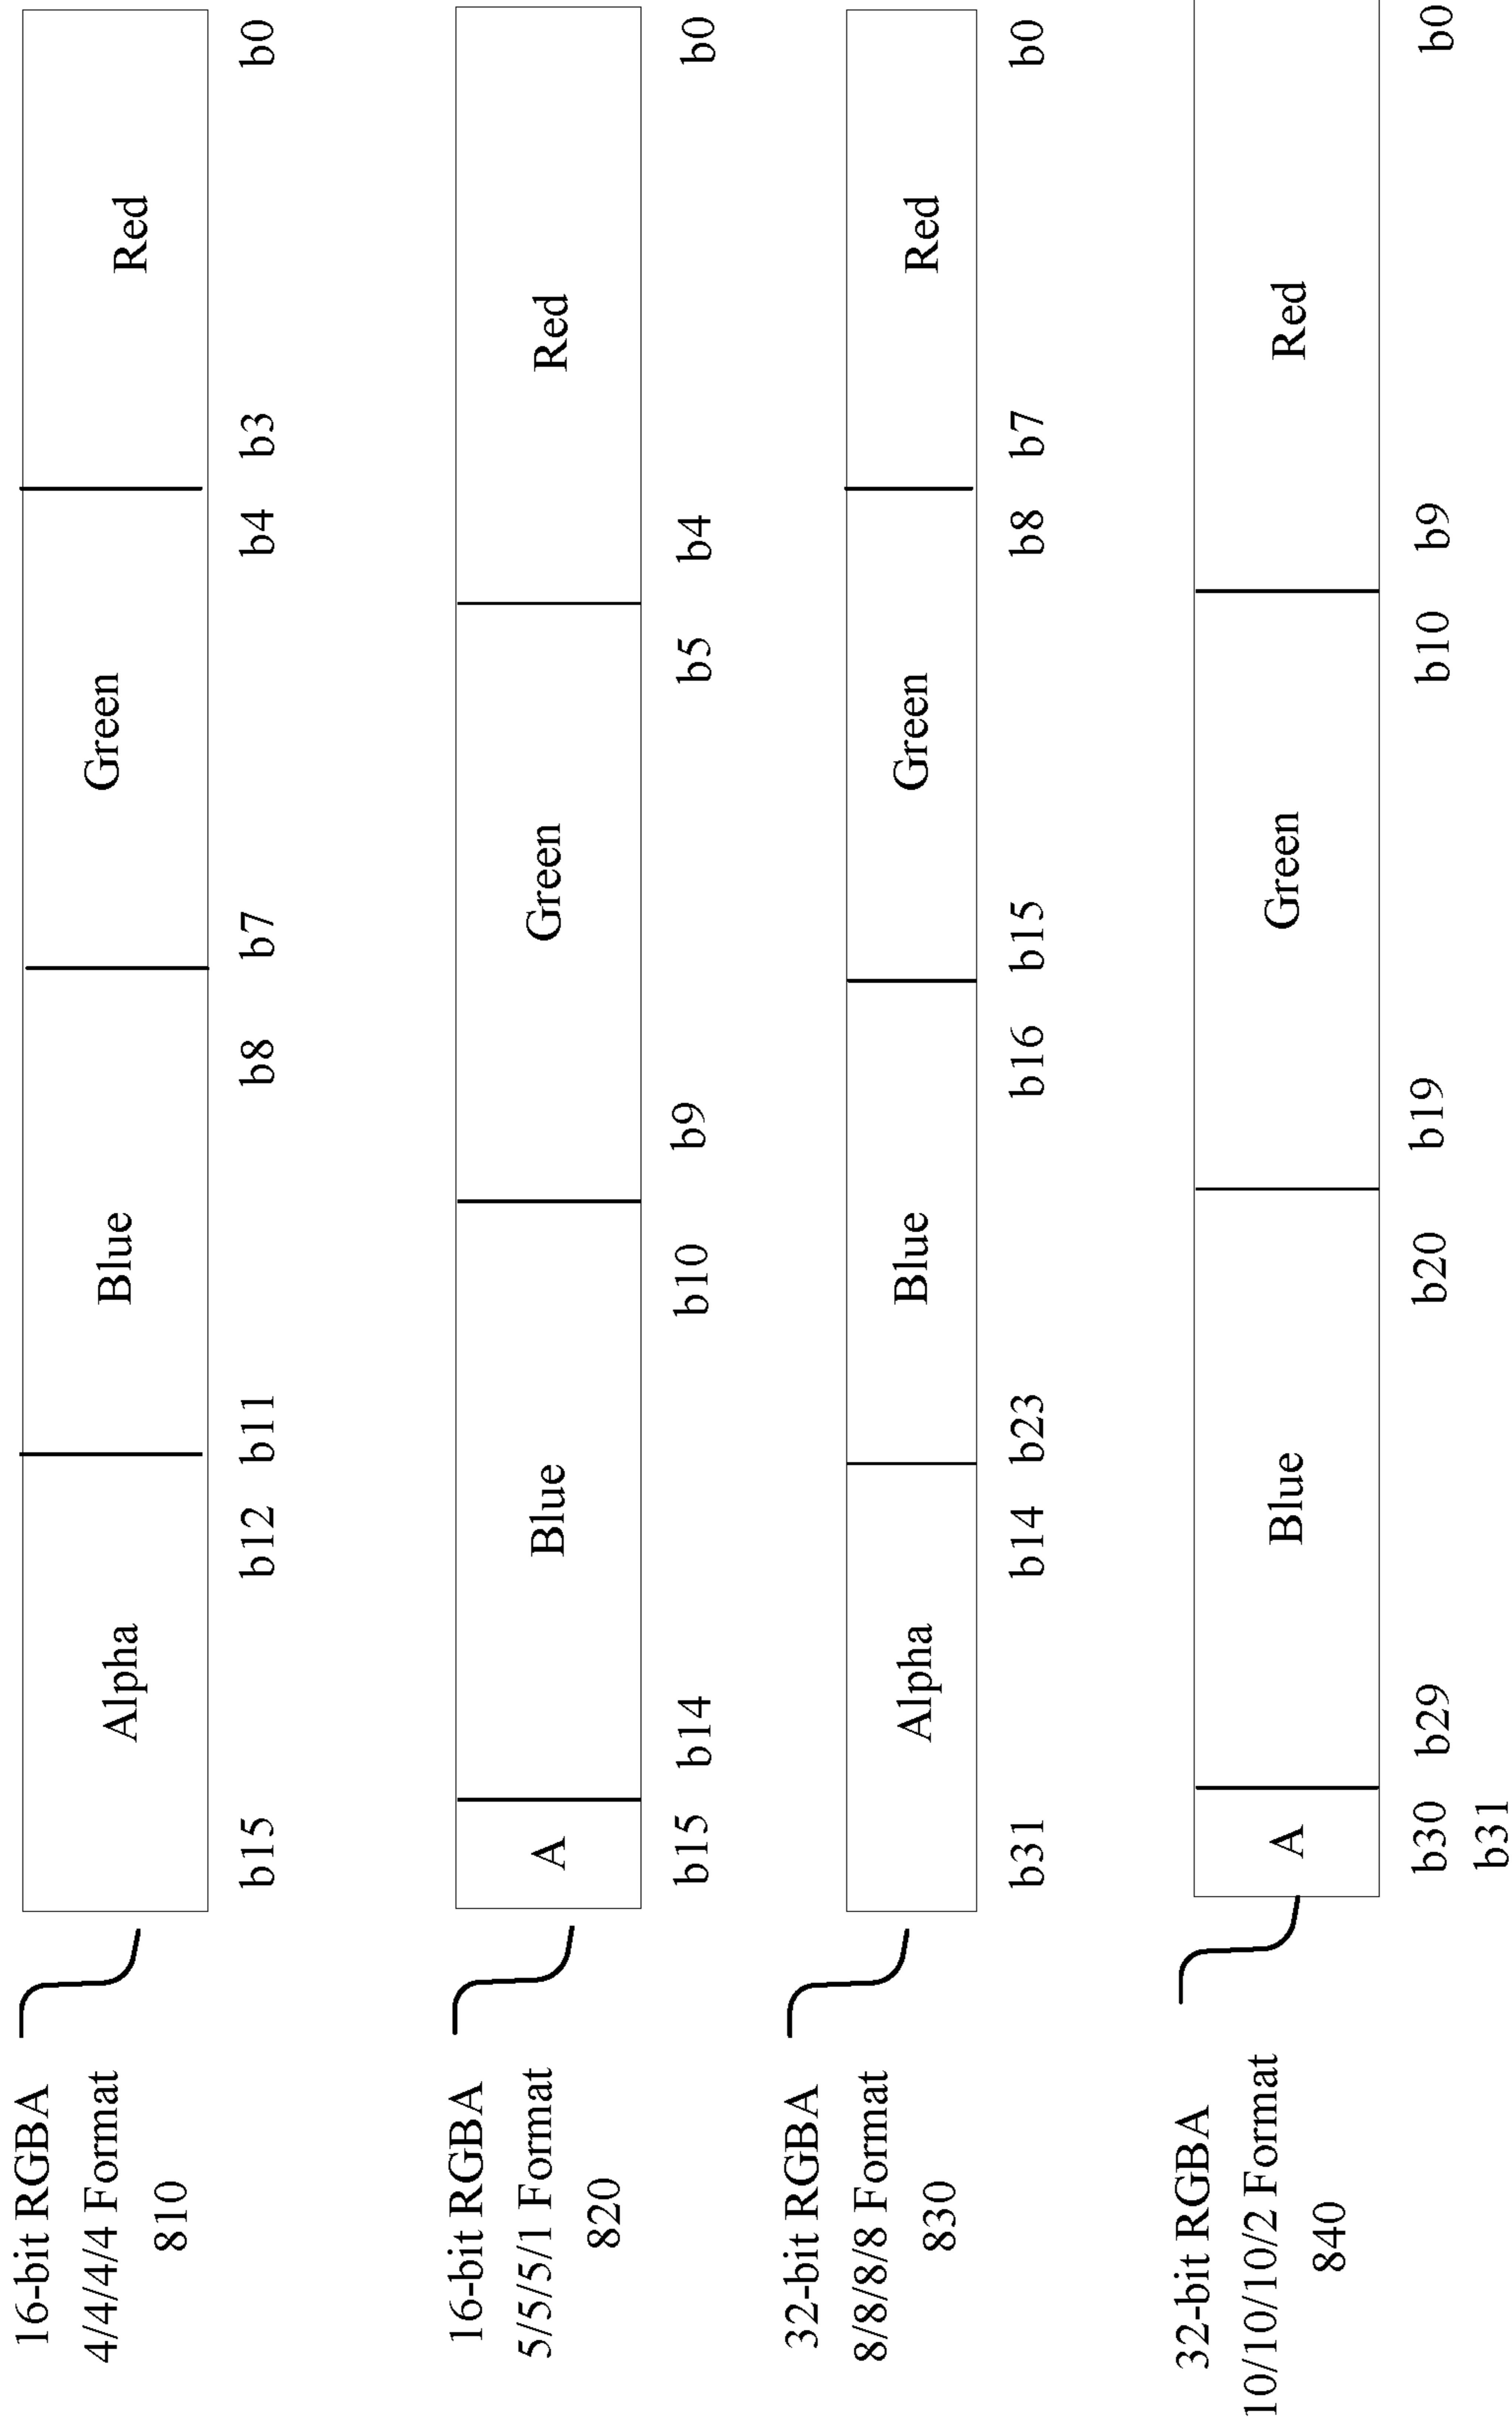 16-bit RGBA
4/4/4/4 Format
810
Alpha Blue Green Red
b15 b12 b11 b8 b7 b4 b3 b0
16-bit RGBA
5/5/5/1 Format
820
A Blue Green Red
b15 b14 b10 b9 b5 b4 b0
32-bit RGBA
8/8/8/8 Format
830
Alpha Blue Green Red
b31 b14 b23 b16 b15 b8 b7 b0
32-bit RGBA
10/10/10/2 Format
840
A Blue Green Red
b30 b29 b20 b19 b10 b9 b0
b31